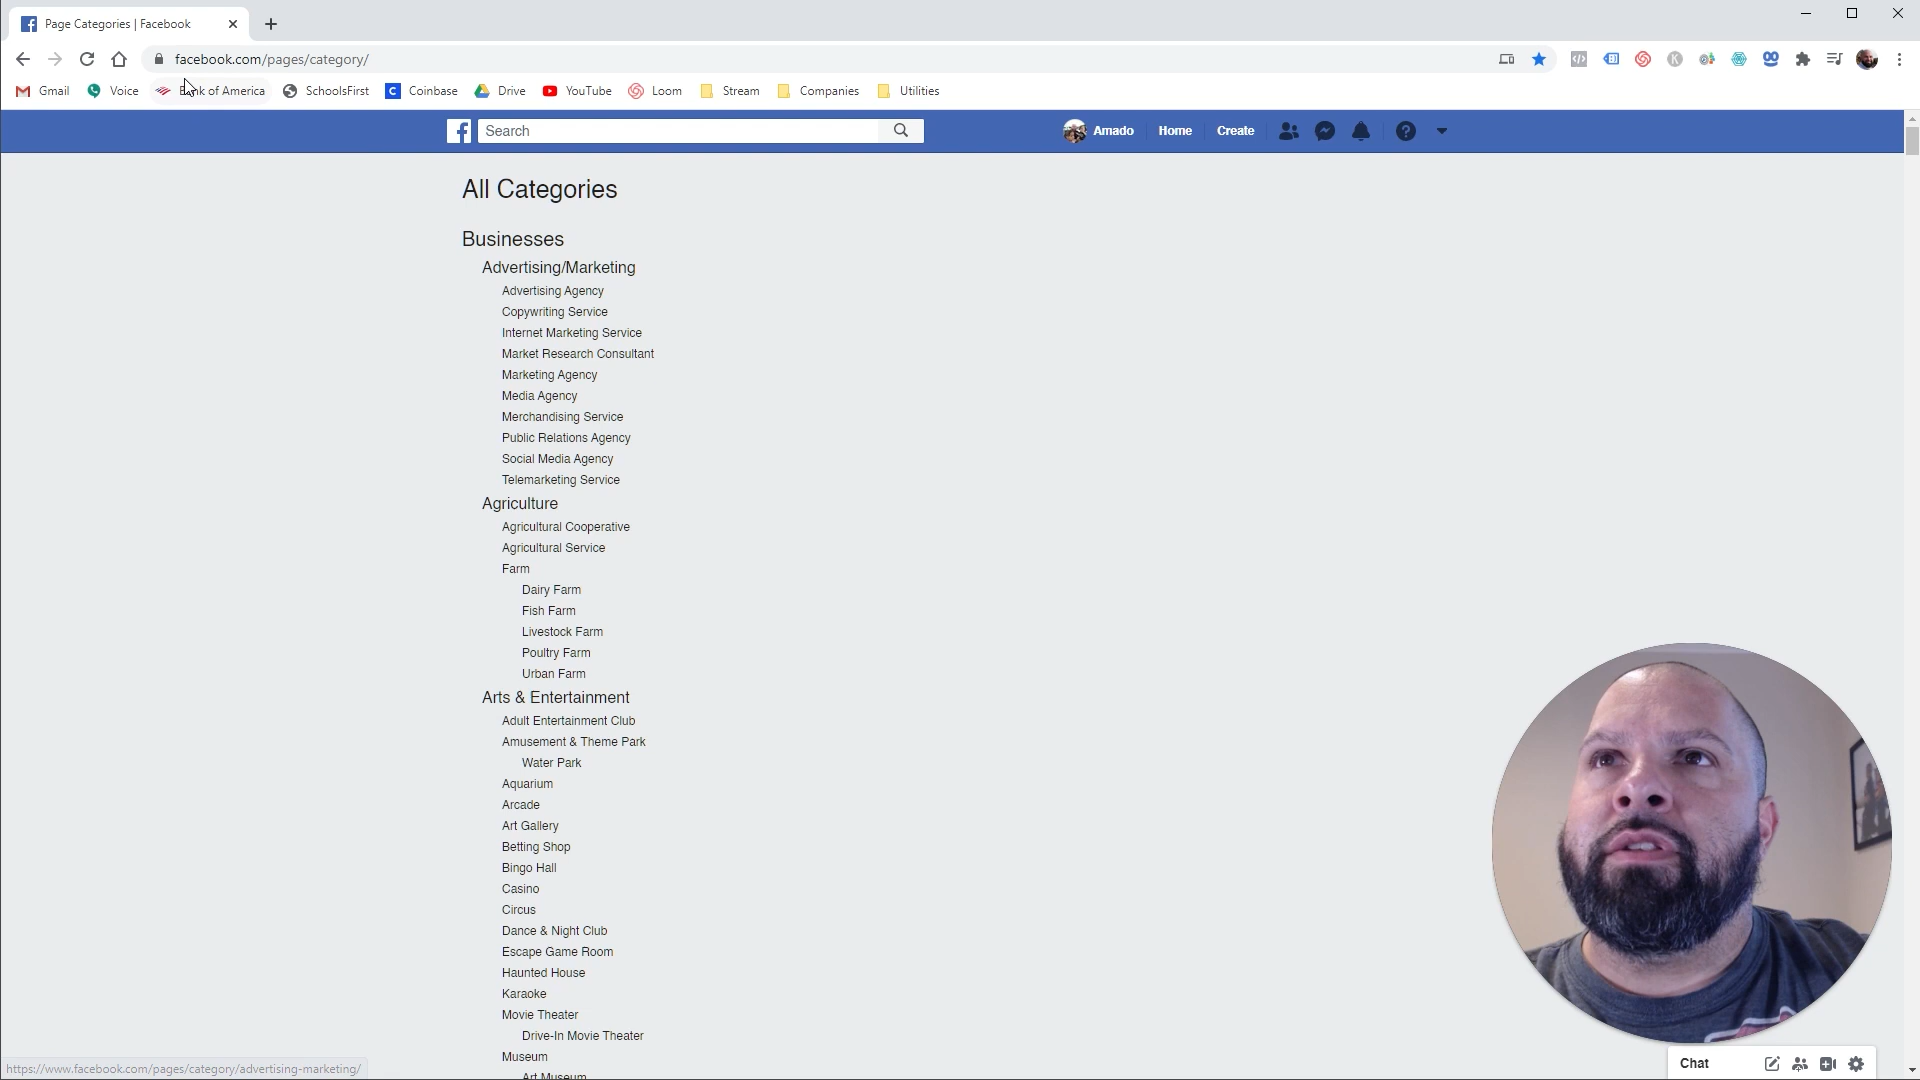 Page Categories | Facebook
facebook.com/pages/category/
Gmail Voice Bank of America SchoolsFirst Coinbase Drive YouTube Loom Stream Companies Utilities
Search Amado Home Create
All Categories
Businesses
Advertising/Marketing
Advertising Agency
Copywriting Service
Internet Marketing Service
Market Research Consultant
Marketing Agency
Media Agency
Merchandising Service
Public Relations Agency
Social Media Agency
Telemarketing Service
Agriculture
Agricultural Cooperative
Agricultural Service
Farm
Dairy Farm
Fish Farm
Livestock Farm
Poultry Farm
Urban Farm
Arts & Entertainment
Adult Entertainment Club
Amusement & Theme Park
Water Park
Aquarium
Arcade
Art Gallery
Betting Shop
Bingo Hall
Casino
Circus
Dance & Night Club
Escape Game Room
Haunted House
Karaoke
Movie Theater
Drive-In Movie Theater
Museum
Art Museum
https://www.facebook.com/pages/category/advertising-marketing/
Chat